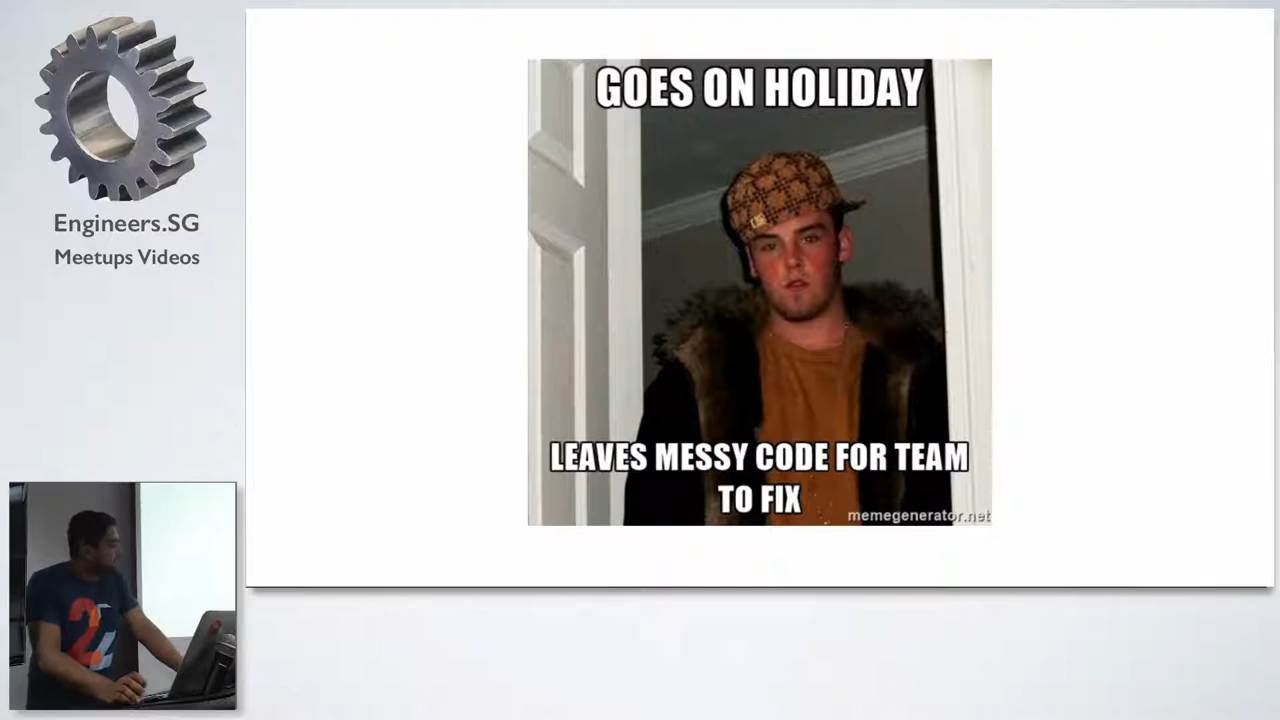 Engineers.SG
Meetups Videos
GOES ON HOLIDAY
LEAVES MESSY CODE FOR TEAM
TO FIX
memegenerator.net